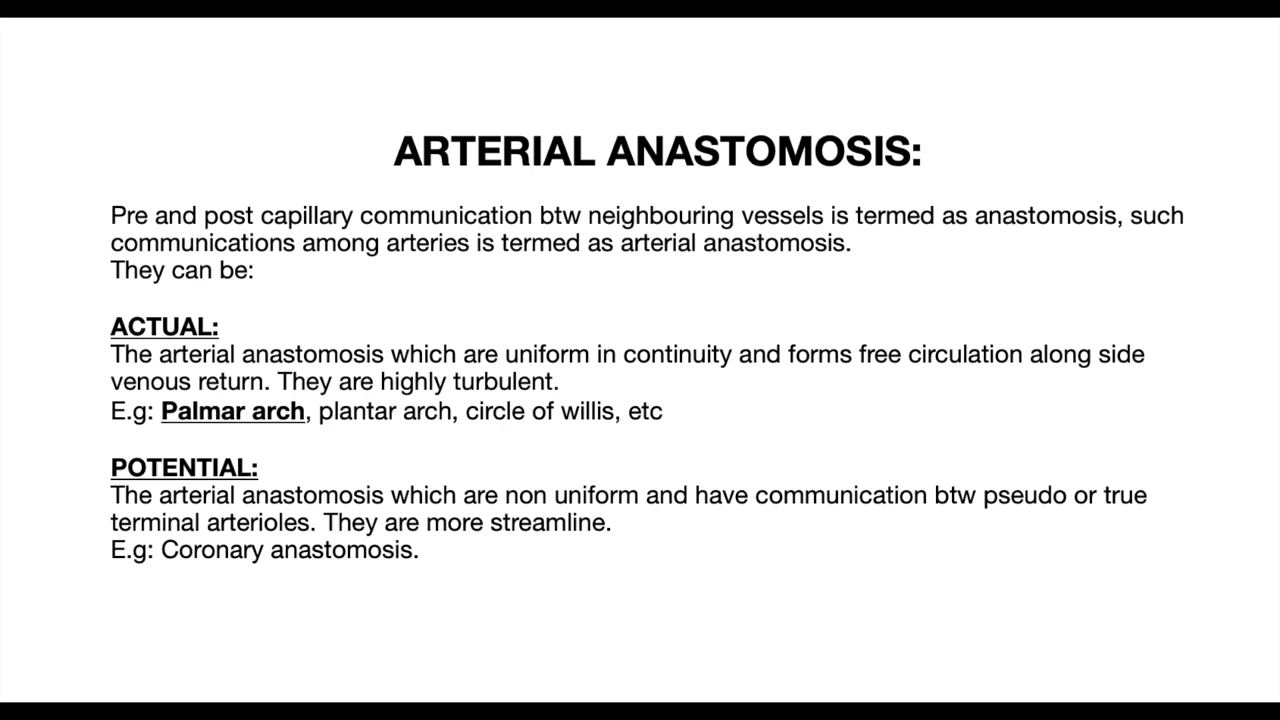 ARTERIAL ANASTOMOSIS:
Pre and post capillary communication btw neighbouring vessels is termed as anastomosis, such
communications among arteries is termed as arterial anastomosis.
They can be:
ACTUAL:
The arterial anastomosis which are uniform in continuity and forms free circulation along side
venous return. They are highly turbulent.
E.g: Palmar arch, plantar arch, circle of willis, etc
POTENTIAL:
The arterial anastomosis which are non uniform and have communication btw pseudo or true
terminal arterioles. They are more streamline.
E.g: Coronary anastomosis.